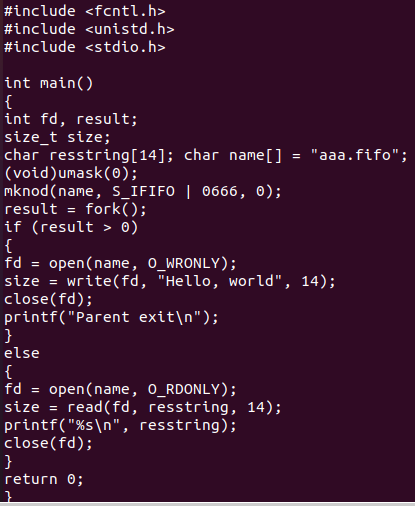 #include <fcntl.h>
#include <unistd.h>
#include <stdio.h>

int main()
{
int fd, result;
size_t size;
char resstring[14]; char name[] = "aaa.fifo";
(void)umask(0);
mknod(name, S_IFIFO | 0666, 0);
result = fork();
if (result > 0)
{
fd = open(name, O_WRONLY);
size = write(fd, "Hello, world", 14);
close(fd);
printf("Parent exit\n");
}
else
{
fd = open(name, O_RDONLY);
size = read(fd, resstring, 14);
printf("%s\n", resstring);
close(fd);
}
return 0;
}